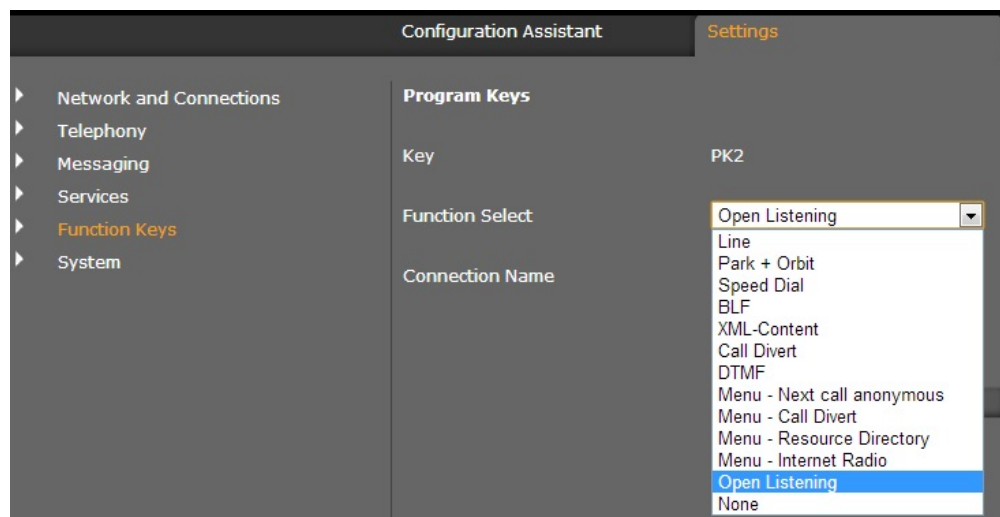 Configuration Assistant
Settings
Network and Connections
Telephony
Messaging
Services
Function Keys
System
Program Keys
Key
PK2
Function Select
Open Listening
Connection Name
Line
Park + Orbit
Speed Dial
BLF
XML-Content
Call Divert
DTMF
Menu - Next call anonymous
Menu - Call Divert
Menu - Resource Directory
Menu - Internet Radio
Open Listening
None